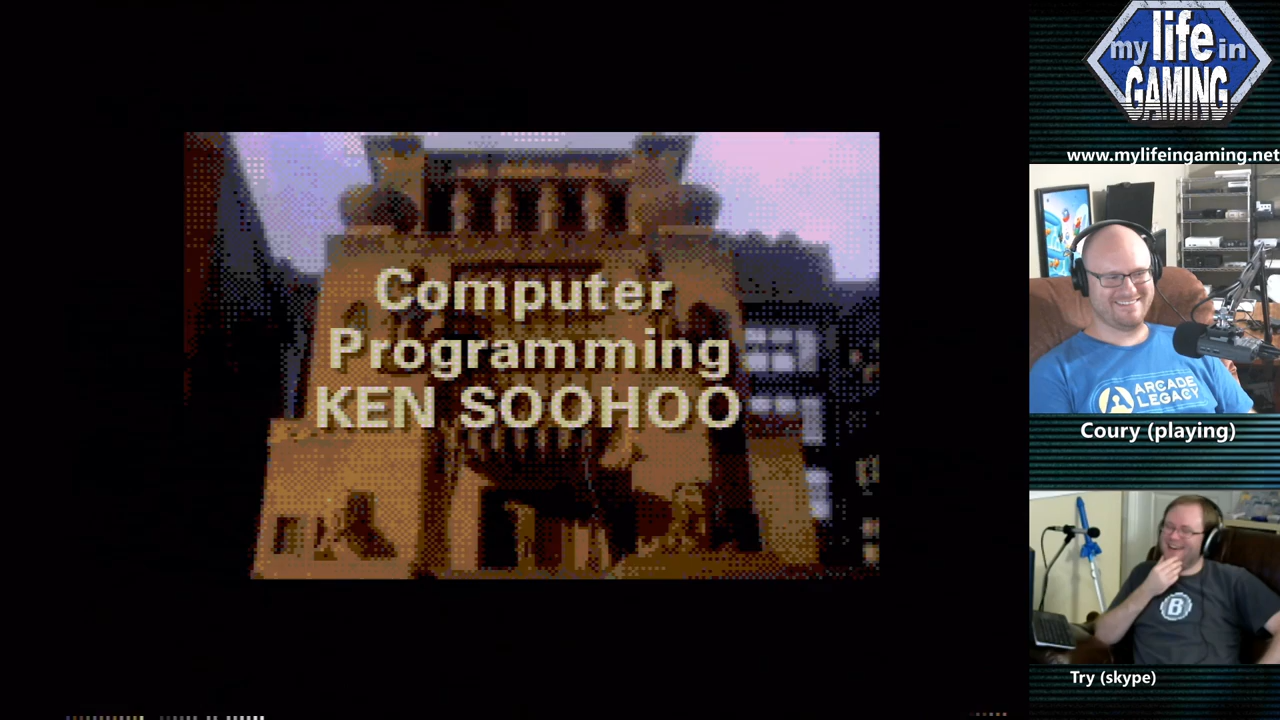 Computer
Programming
KEN SOOHOO
my life in
GAMING
www.mylifeingaming.net
ARCADE
LEGACY
Coury (playing)
B
Try (skype)